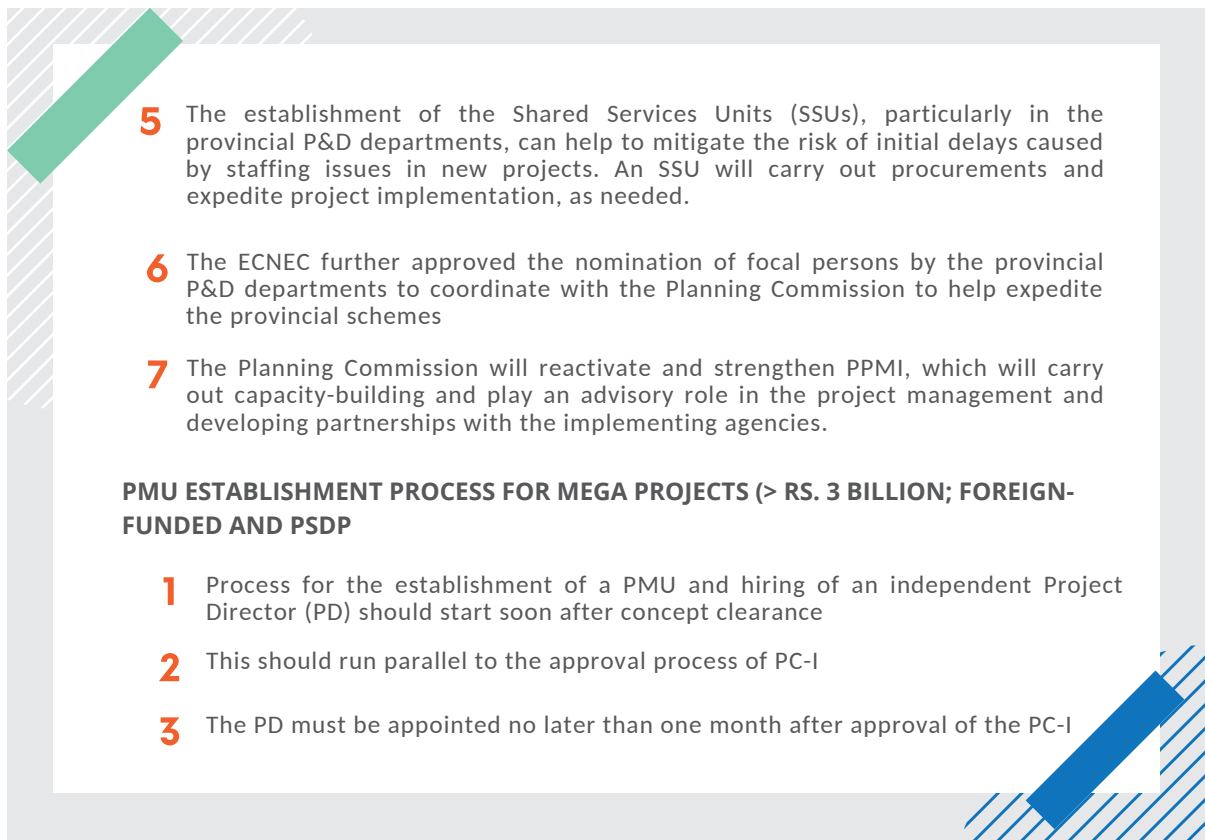 5 The establishment of the Shared Services Units (SSUs), particularly in the
provincial P&D departments, can help to mitigate the risk of initial delays caused
by staffing issues in new projects. An SSU will carry out procurements and
expedite project implementation, as needed.
6 The ECNEC further approved the nomination of focal persons by the provincial
P&D departments to coordinate with the Planning Commission to help expedite
the provincial schemes
7 The Planning Commission will reactivate and strengthen PPMI, which will carry
out capacity-building and play an advisory role in the project management and
developing partnerships with the implementing agencies.
PMU ESTABLISHMENT PROCESS FOR MEGA PROJECTS (> RS. 3 BILLION; FOREIGN-
FUNDED AND PSDP
1 Process for the establishment of a PMU and hiring of an independent Project
Director (PD) should start soon after concept clearance
2 This should run parallel to the approval process of PC-I
3 The PD must be appointed no later than one month after approval of the PC-I